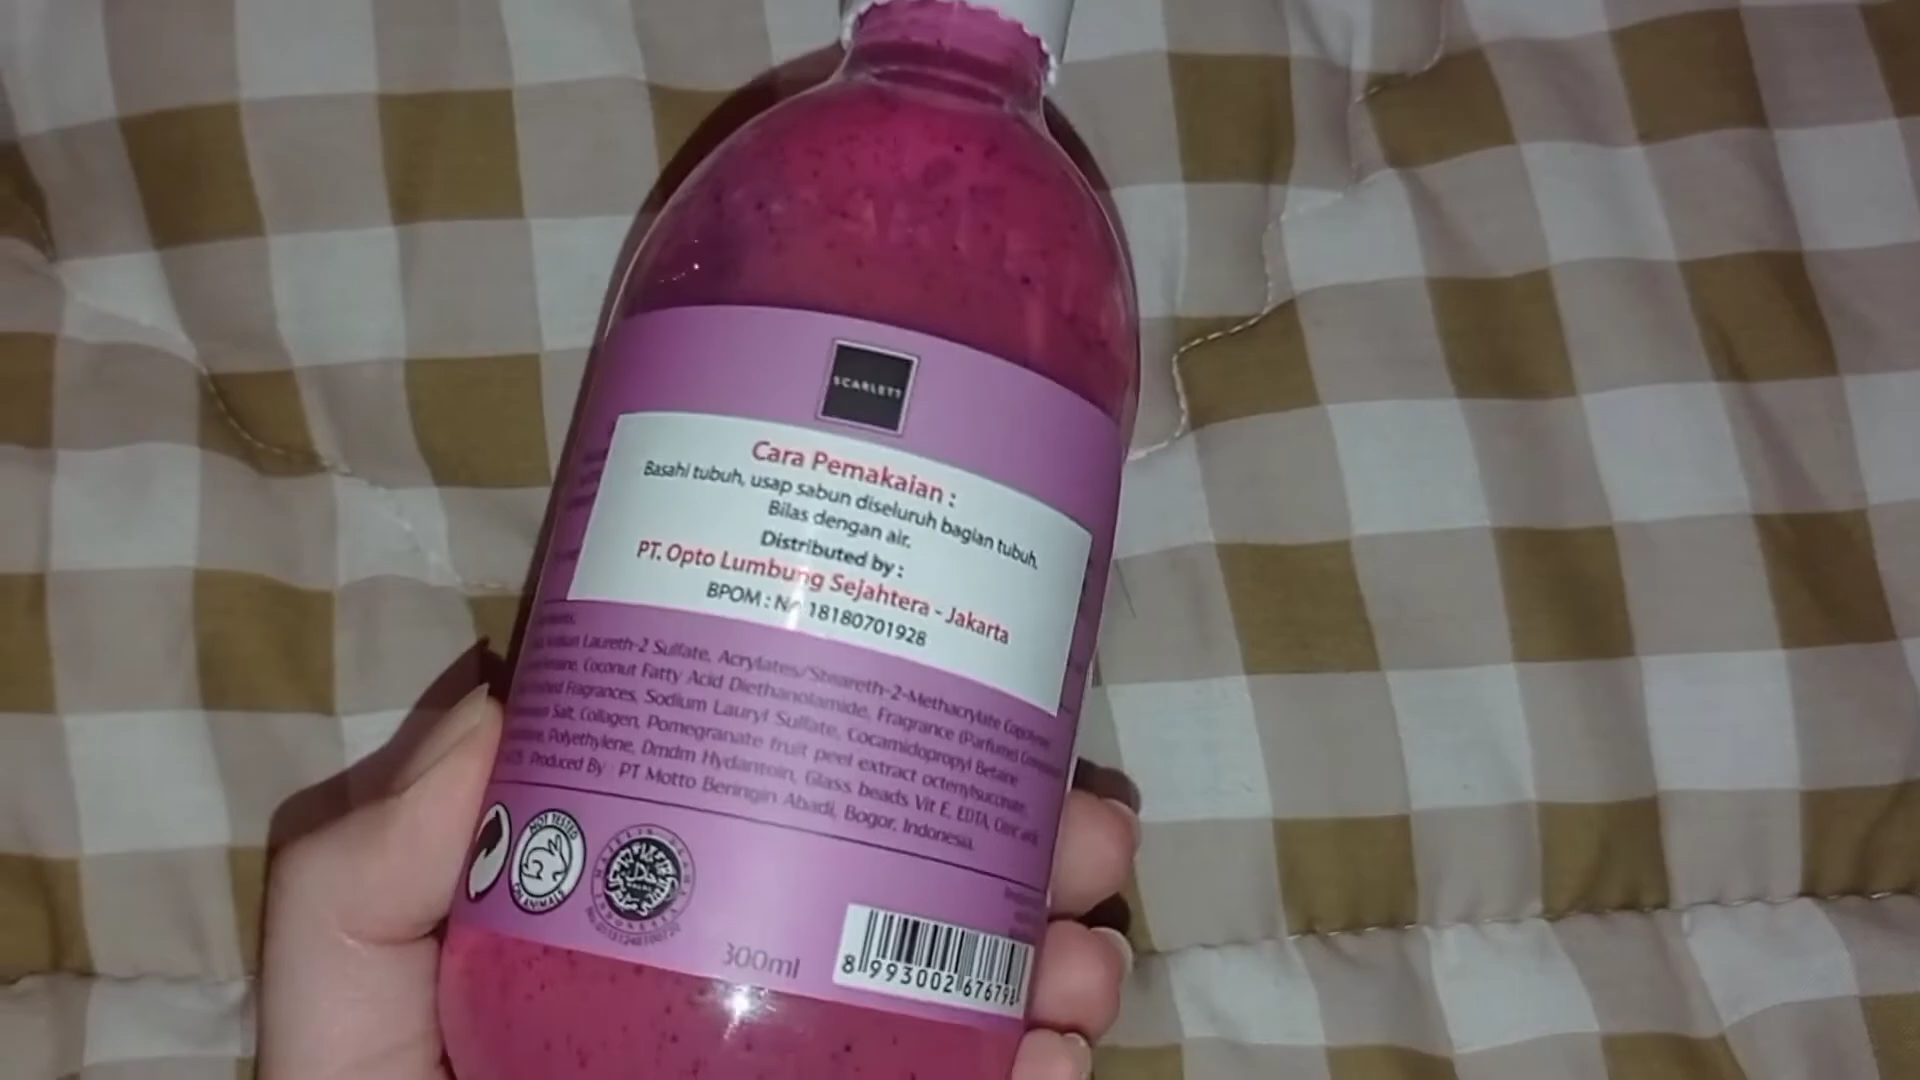 SCARLETT
Cara Pemakaian :
Basahi tubuh, usap sabun diseluruh bagian tubuh.
Bilas dengan air.
Distributed by :
PT. Opto Lumbung Sejahtera - Jakarta
BPOM : NA 18180701928
Laureth-2 Sulfate, Acrylates/Steareth-2-Methacrylate Copolymer
Coconut Fatty Acid Diethanolamide, Fragrance (Parfume)
Fragrances, Sodium Lauryl Sulfate, Cocamidopropyl Betaine
Salt, Collagen, Pomegranate fruit peel extract octenylsuccinate,
Polyethylene, Dmdm Hydantoin, Glass beads Vit E, EDTA,
Produced By : PT Motto Beringin Abadi, Bogor, Indonesia.
NOT TESTED
ON ANIMALS
300ml
8 993002 676798